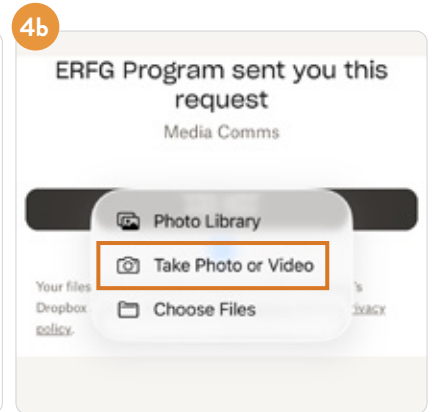 4b
ERFG Program sent you this
request
Media Comms
Photo Library
Take Photo or Video
Choose Files
Your files 's
Dropbox ivacy
policy.